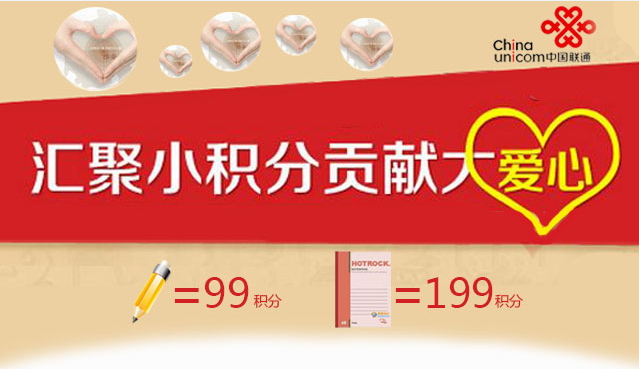 China
unicom中国联通
汇聚小积分贡献大爱心
=99积分
HOTROCK.
=199积分